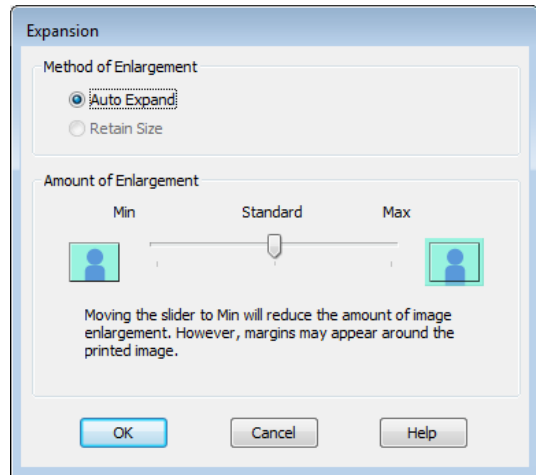 Expansion
Method of Enlargement
Auto Expand
Retain Size
Amount of Enlargement
Min Standard Max
Moving the slider to Min will reduce the amount of image
enlargement. However, margins may appear around the
printed image.
OK Cancel Help